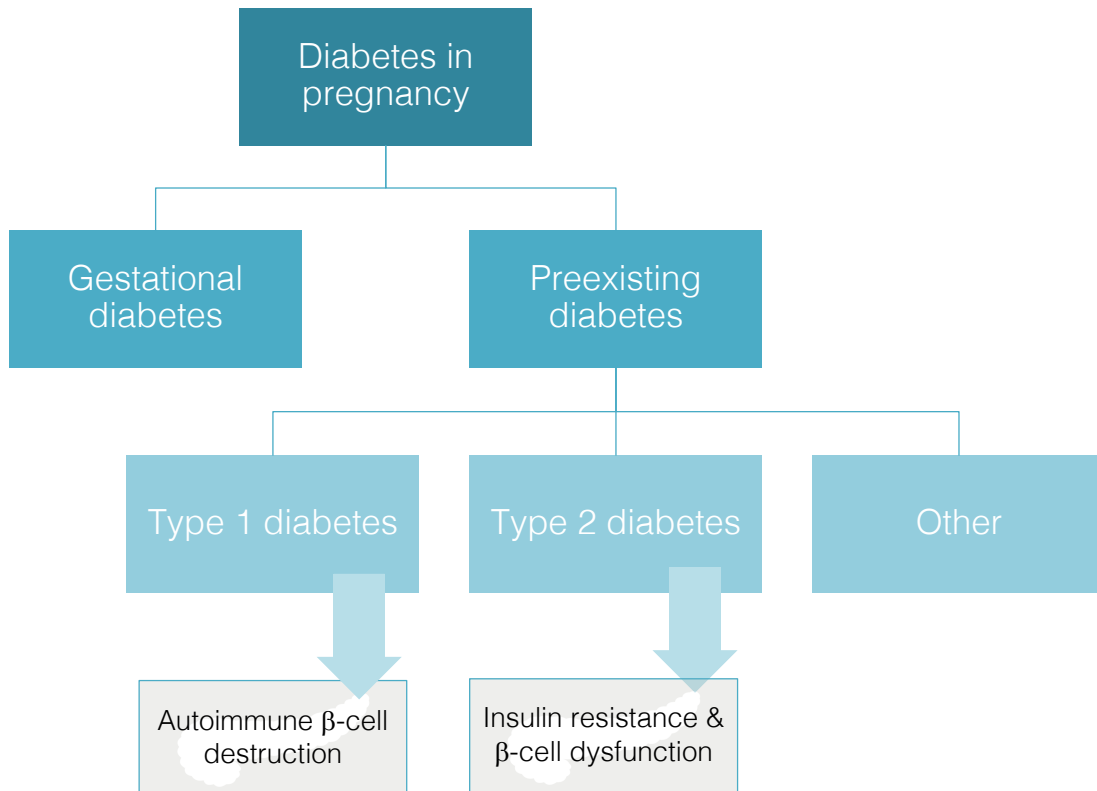 Diabetes in
pregnancy
Gestational
diabetes
Preexisting
diabetes
Type 1 diabetes
Type 2 diabetes
Other
Autoimmune β-cell
destruction
Insulin resistance &
β-cell dysfunction